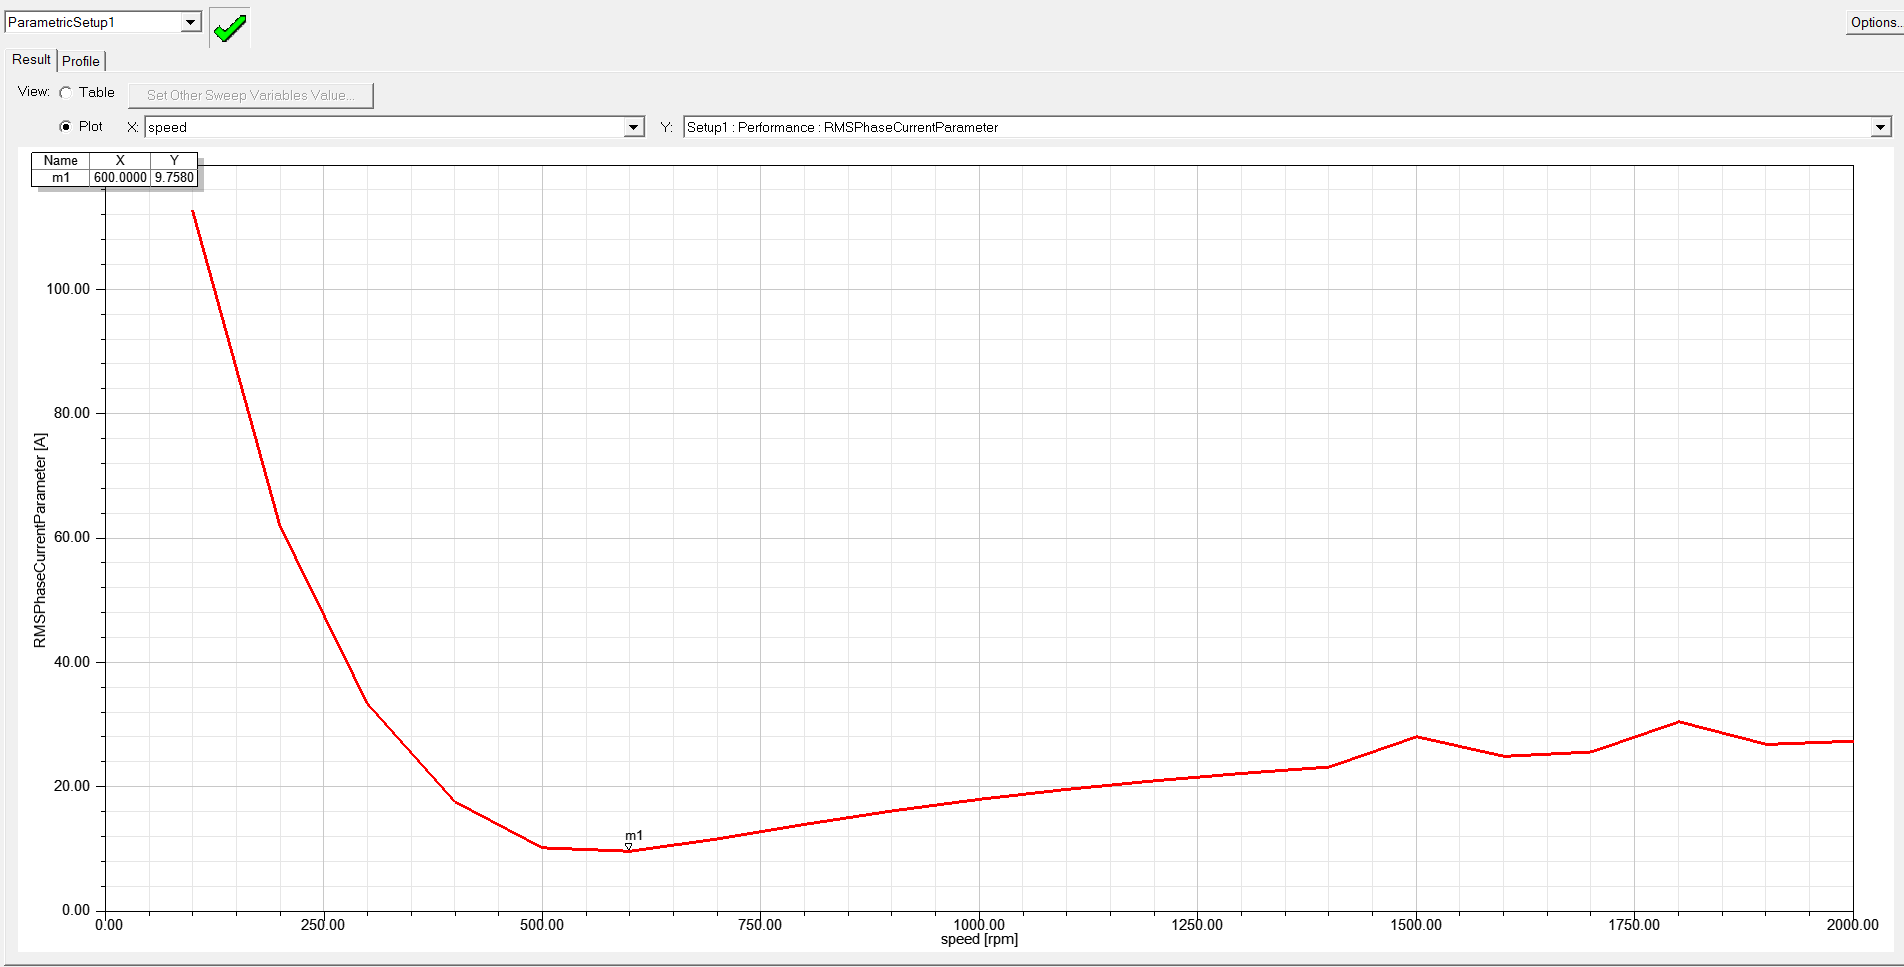 ParametricSetup1
Options..
Result Profile
View: Table Set Other Sweep Variables Value...
Plot X: speed Y: Setup1 : Performance : RMSPhaseCurrentParameter
Name X Y
m1 600.0000 9.7580
100.00
80.00
60.00
40.00
20.00
0.00
RMSPhaseCurrentParameter [A]
m1
0.00 250.00 500.00 750.00 1000.00 1250.00 1500.00 1750.00 2000.00
speed [rpm]